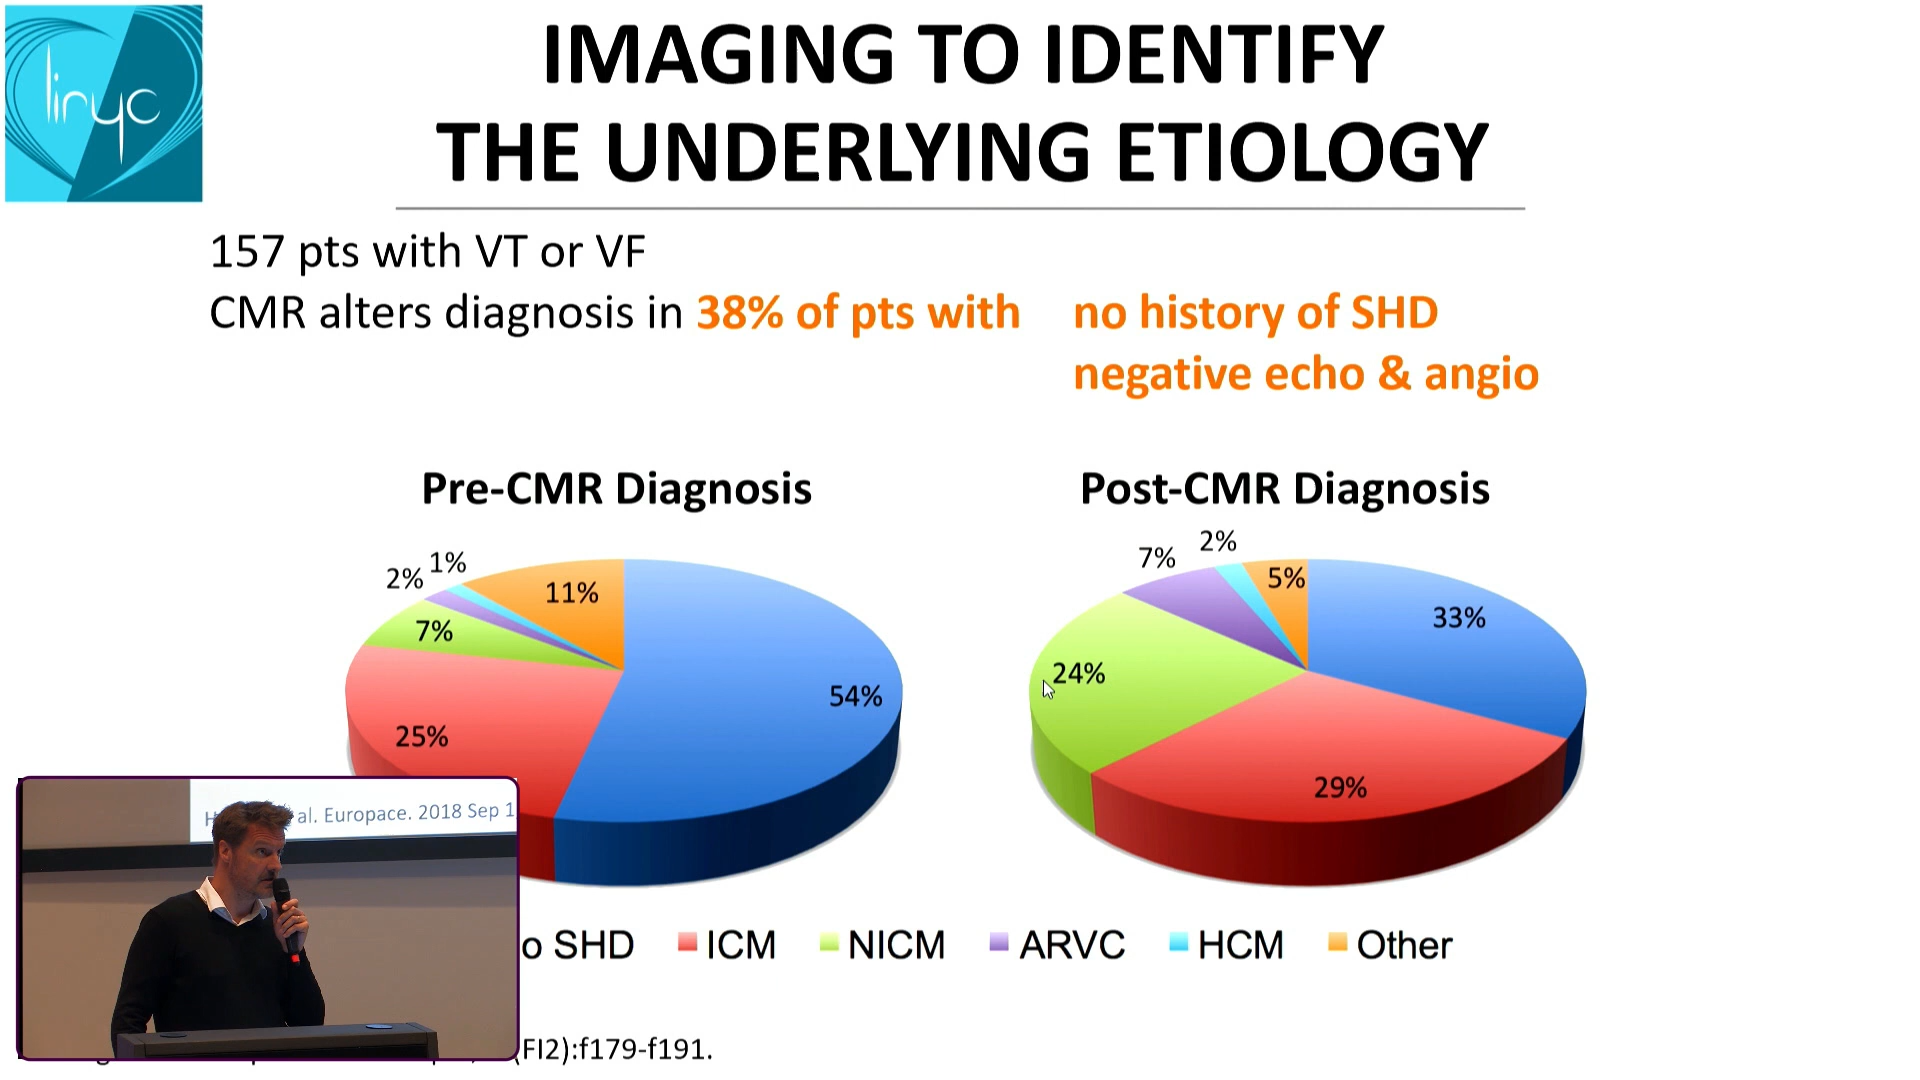 liryc
IMAGING TO IDENTIFY
THE UNDERLYING ETIOLOGY
157 pts with VT or VF
CMR alters diagnosis in 38% of pts with no history of SHD
negative echo & angio
Pre-CMR Diagnosis
2% 1% 11%
7%
54%
25%
Post-CMR Diagnosis
7% 2% 5%
33%
24%
29%
o SHD ICM NICM ARVC HCM Other
al. Europace. 2018 Sep 1
(FI2):f179-f191.